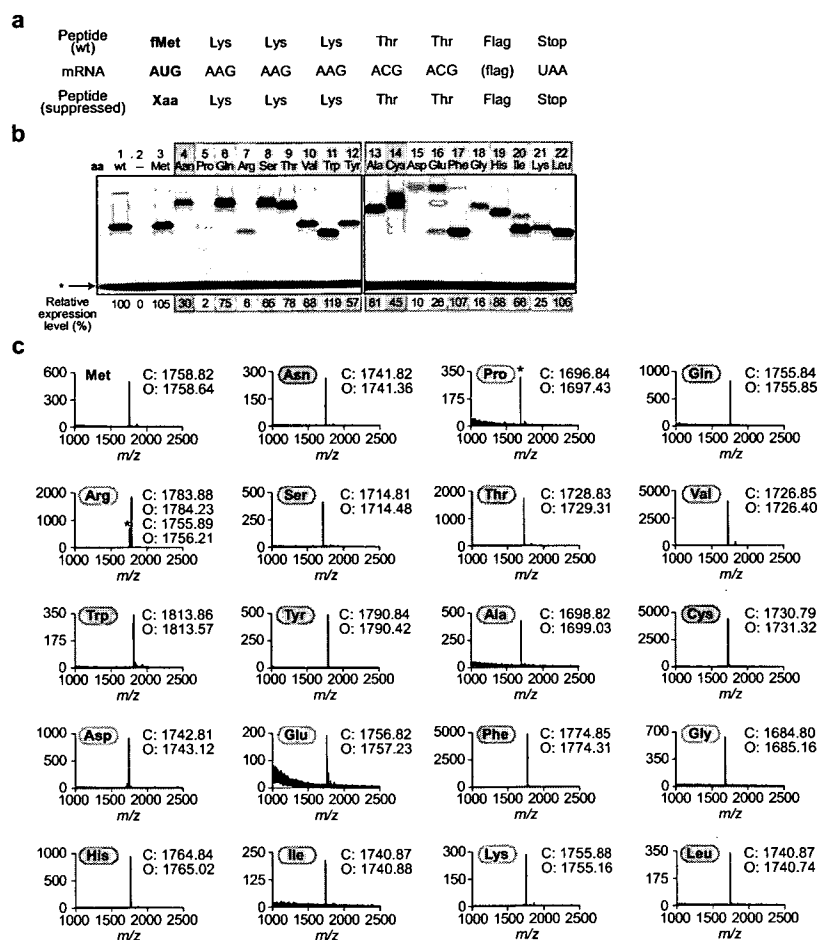 a
Peptide (wt) fMet Lys Lys Lys Thr Thr Flag Stop
mRNA AUG AAG AAG AAG ACG ACG (flag) UAA
Peptide (suppressed) Xaa Lys Lys Lys Thr Thr Flag Stop
b
1 2 3 4 5 6 7 8 9 10 11 12 13 14 15 16 17 18 19 20 21 22
aa wt – Met Asn Pro Gln Arg Ser Thr Val Trp Tyr Ala Cys Asp Glu Phe Gly His Ile Lys Leu
*
Relative expression level (%) 100 0 105 30 2 75 6 65 78 68 119 57 81 45 10 26 107 16 88 66 25 106
c
600 300 0 Met C: 1758.82 O: 1758.64 1000 1500 2000 2500 m/z
300 150 0 Asn C: 1741.82 O: 1741.36 1000 1500 2000 2500 m/z
350 175 0 Pro * C: 1696.84 O: 1697.43 1000 1500 2000 2500 m/z
1000 500 0 Gln C: 1755.84 O: 1755.85 1000 1500 2000 2500 m/z
2000 1000 0 Arg * C: 1783.88 O: 1784.23 C: 1755.89 O: 1756.21 1000 1500 2000 2500 m/z
500 250 0 Ser C: 1714.81 O: 1714.48 1000 1500 2000 2500 m/z
2000 1000 0 Thr C: 1728.83 O: 1729.31 1000 1500 2000 2500 m/z
5000 2500 0 Val C: 1726.85 O: 1726.40 1000 1500 2000 2500 m/z
350 175 0 Trp C: 1813.86 O: 1813.57 1000 1500 2000 2500 m/z
500 250 0 Tyr C: 1790.84 O: 1790.42 1000 1500 2000 2500 m/z
500 250 0 Ala C: 1698.82 O: 1699.03 1000 1500 2000 2500 m/z
5000 2500 0 Cys C: 1730.79 O: 1731.32 1000 1500 2000 2500 m/z
1000 500 0 Asp C: 1742.81 O: 1743.12 1000 1500 2000 2500 m/z
200 100 0 Glu C: 1756.82 O: 1757.23 1000 1500 2000 2500 m/z
5000 2500 0 Phe C: 1774.85 O: 1774.31 1000 1500 2000 2500 m/z
700 350 0 Gly C: 1684.80 O: 1685.16 1000 1500 2000 2500 m/z
1000 500 0 His C: 1764.84 O: 1765.02 1000 1500 2000 2500 m/z
250 125 0 Ile C: 1740.87 O: 1740.88 1000 1500 2000 2500 m/z
300 150 0 Lys C: 1755.88 O: 1755.16 1000 1500 2000 2500 m/z
350 175 0 Leu C: 1740.87 O: 1740.74 1000 1500 2000 2500 m/z